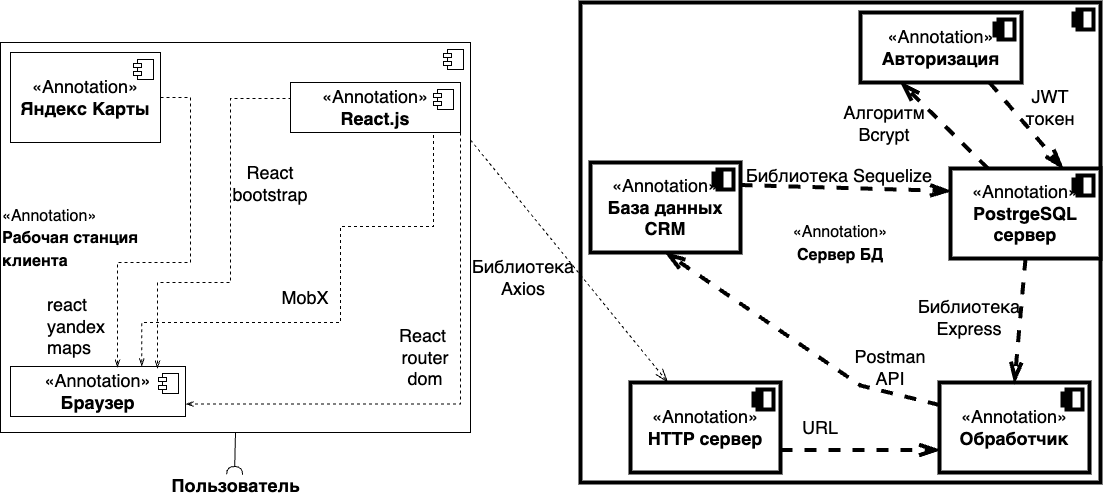 «Annotation»
Яндекс Карты
«Annotation»
React.js
React
bootstrap
«Annotation»
Рабочая станция
клиента
MobX
react
yandex
maps
React
router
dom
«Annotation»
Браузер
Пользователь
Библиотека
Axios
«Annotation»
Авторизация
Алгоритм
Bcrypt
JWT
токен
«Annotation»
База данных
CRM
Библиотека Sequelize
«Annotation»
PostrgeSQL
сервер
«Annotation»
Сервер БД
Библиотека
Express
Postman
API
«Annotation»
HTTP сервер
URL
«Annotation»
Обработчик